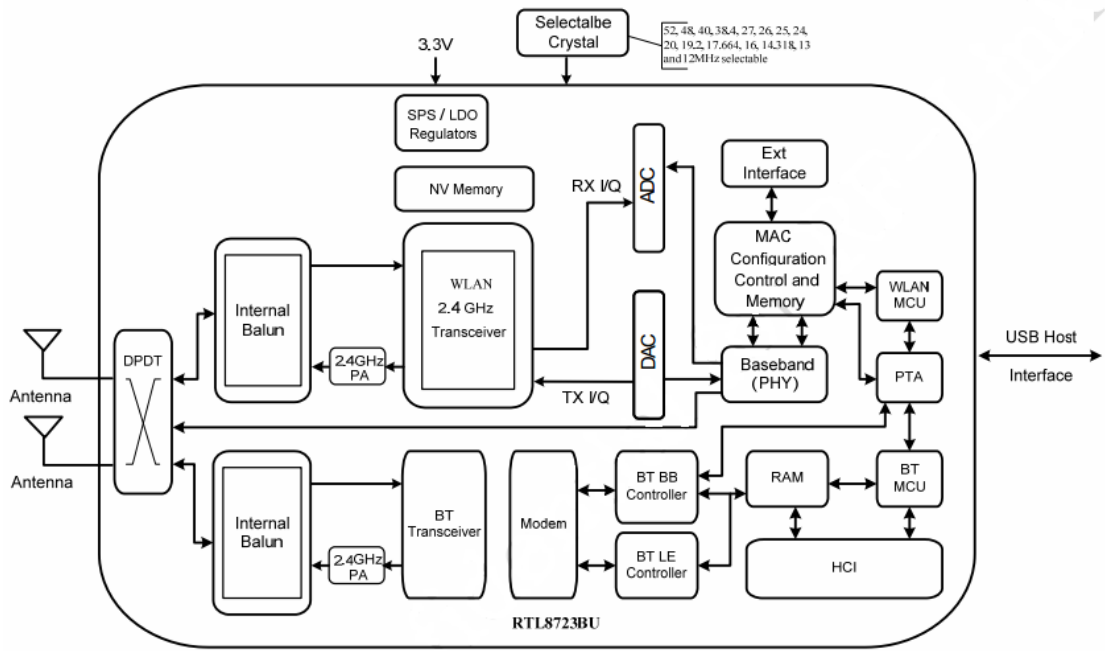 Selectalbe
Crystal
52, 48, 40, 38.4, 27, 26, 25, 24,
20, 19.2, 17.664, 16, 14.318, 13
and 12MHz selectable
3.3V
SPS / LDO
Regulators
NV Memory
RX I/Q
ADC
Ext
Interface
MAC
Configuration
Control and
Memory
WLAN
MCU
Internal
Balun
WLAN
2.4 GHz
Transceiver
2.4GHz
PA
DAC
TX I/Q
Baseband
(PHY)
PTA
USB Host
Interface
DPDT
Antenna
Antenna
Internal
Balun
2.4GHz
PA
BT
Transceiver
Modem
BT BB
Controller
BT LE
Controller
RAM
BT
MCU
HCI
RTL8723BU